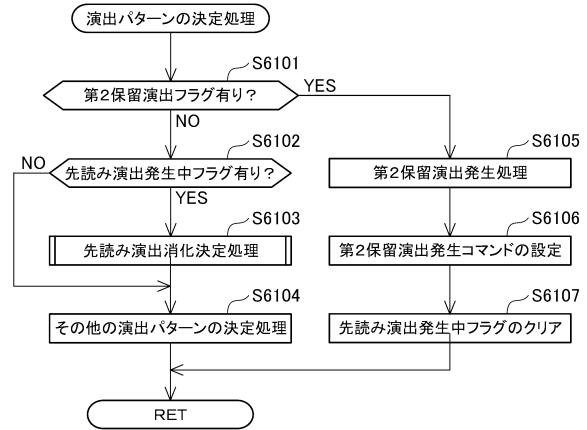 演出パターンの決定処理
S6101
第2保留演出フラグ有り？
YES
NO
S6102
S6105
NO
先読み演出発生中フラグ有り？
第2保留演出発生処理
YES
S6103
S6106
先読み演出消化決定処理
第2保留演出発生コマンドの設定
S6104
S6107
その他の演出パターンの決定処理
先読み演出発生中フラグのクリア
RET